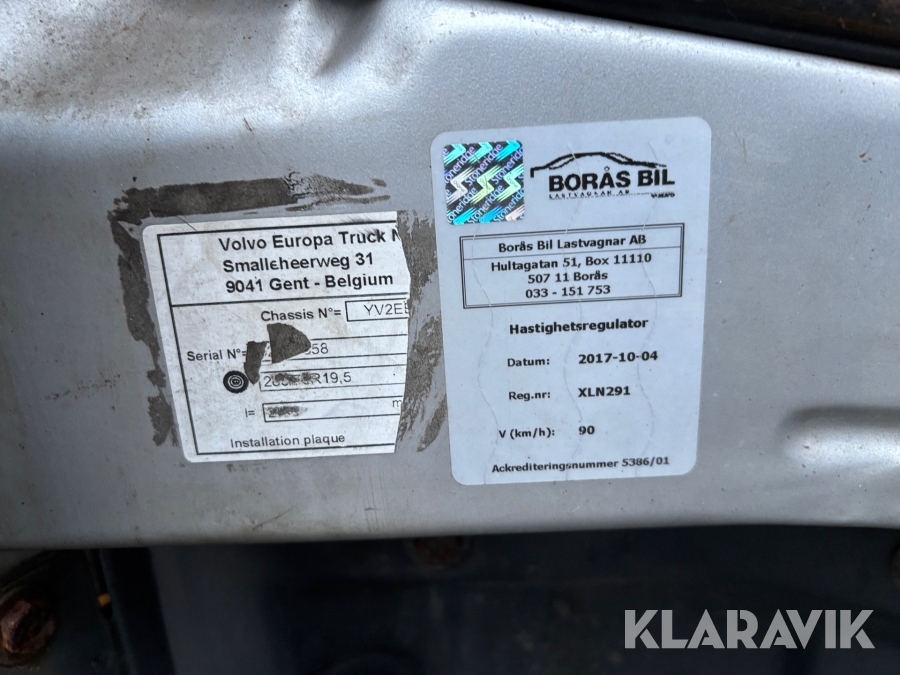 Volvo Europa Truck N
Smalleheerweg 31
9041 Gent - Belgium
Chassis N°= YV2E
Serial N°= 58
R19,5
l=
m
Installation plaque
Stoneridge
BORÅS BIL
LASTVAGNAR AB
Borås Bil Lastvagnar AB
Hultagatan 51, Box 11110
507 11 Borås
033 - 151 753
Hastighetsregulator
Datum: 2017-10-04
Reg.nr: XLN291
V (km/h): 90
Ackrediteringsnummer 5386/01
KLARAVIK